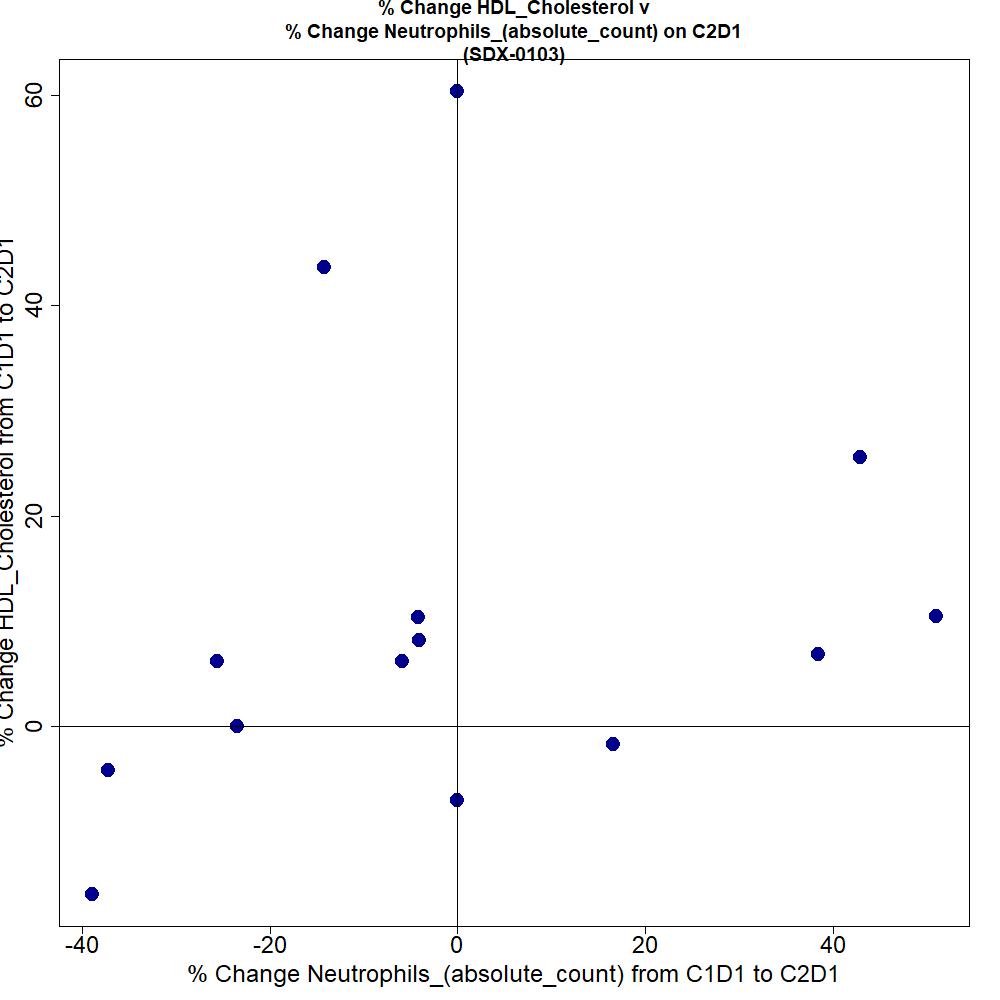 % Change HDL_Cholesterol v
% Change Neutrophils_(absolute_count) on C2D1
(SDX-0103)
% Change HDL_Cholesterol from C1D1 to C2D1
60
40
20
0
-40 -20 0 20 40
% Change Neutrophils_(absolute_count) from C1D1 to C2D1